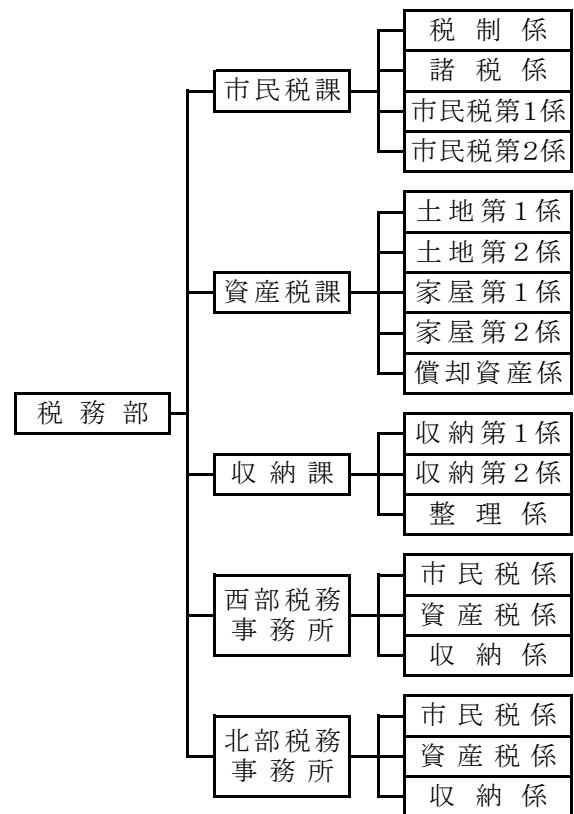 税務部
市民税課
税制係
諸税係
市民税第1係
市民税第2係
資産税課
土地第1係
土地第2係
家屋第1係
家屋第2係
償却資産係
収納課
収納第1係
収納第2係
整理係
西部税務
事務所
市民税係
資産税係
収納係
北部税務
事務所
市民税係
資産税係
収納係